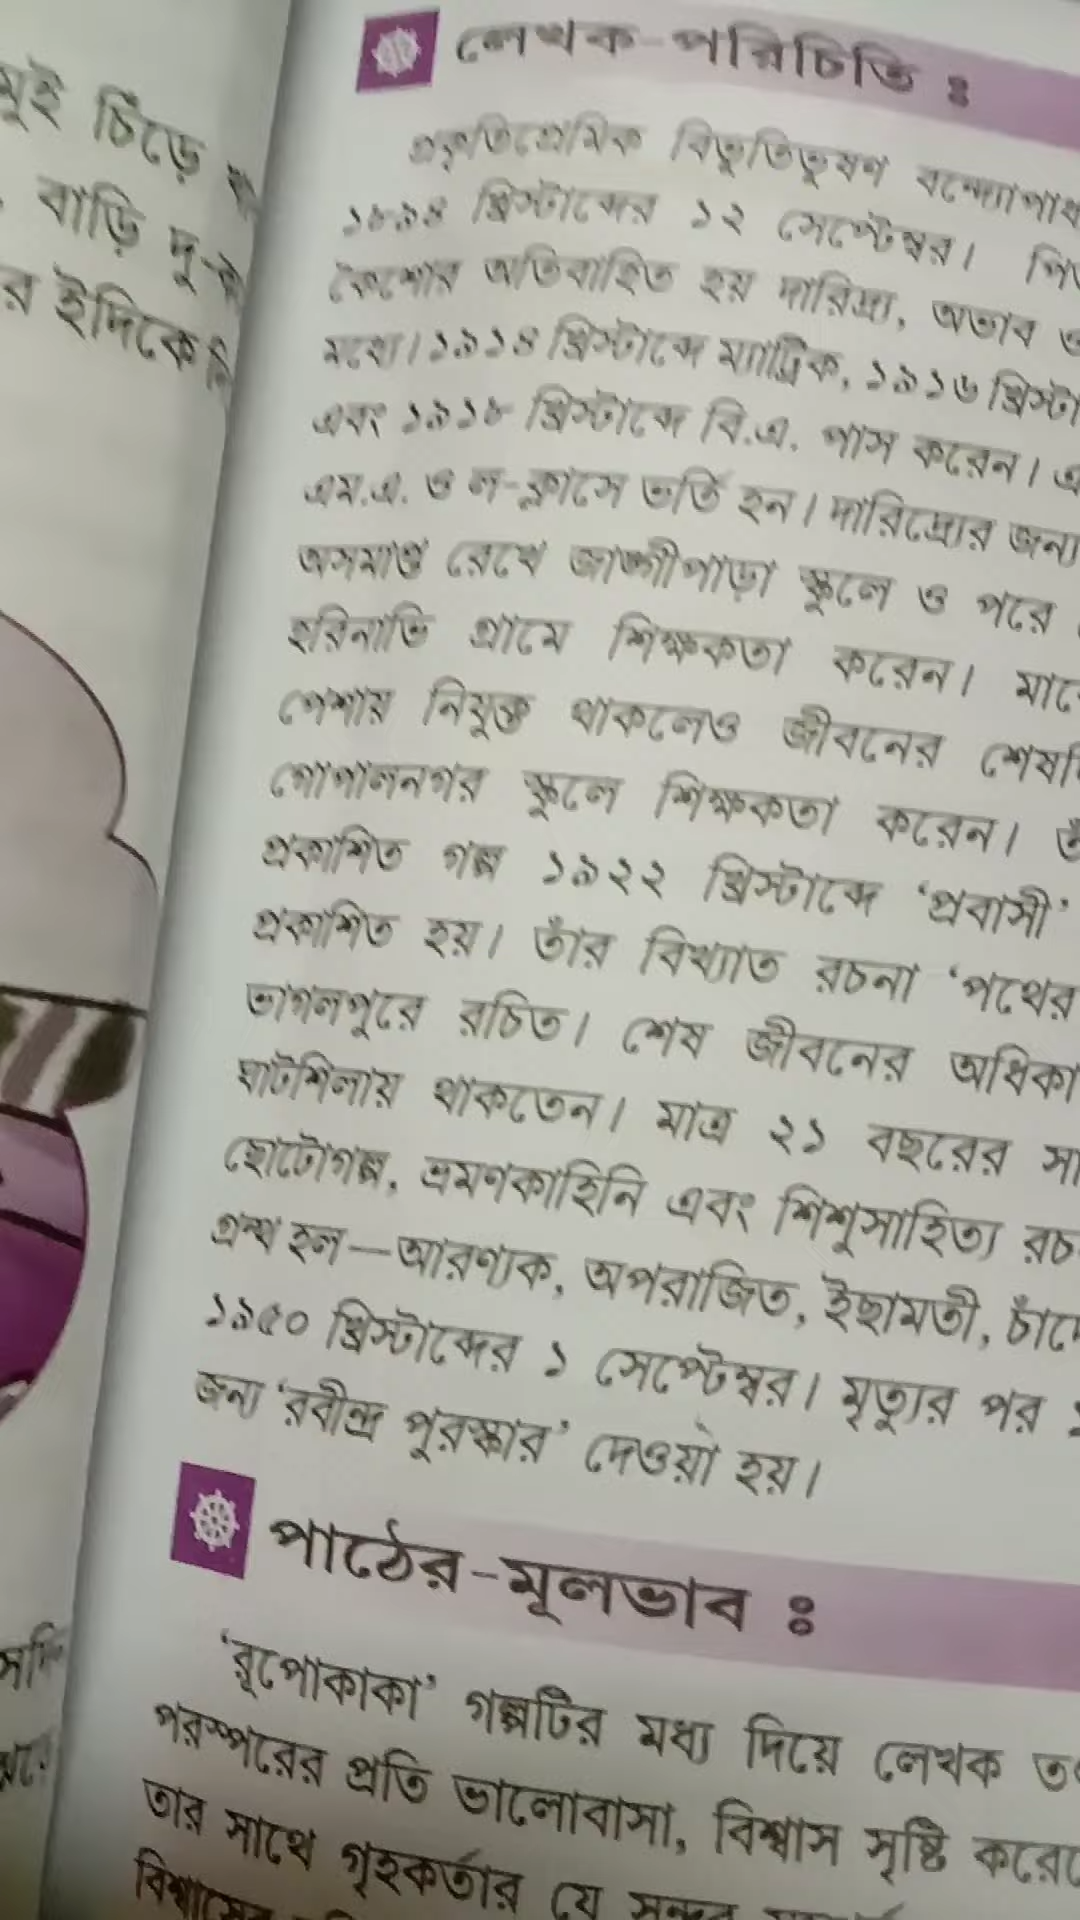 মুই চিঁড়ে
বাড়ি দু-
র ইদিকে
লেখক-পরিচিতি :
প্রকৃতিপ্রেমিক বিভূতিভূষণ
১৮৯৪ খ্রিস্টাব্দের ১২ সেপ্টেম্বর।
কৈশোর অতিবাহিত হয় দারিদ্র্য, অভাব ও
মধ্যে। ১৯১৪ খ্রিস্টাব্দে ম্যাট্রিক, ১৯১৬
এবং ১৯১৮ খ্রিস্টাব্দে বি.এ. পাস করেন।
এম.এ. ও ল-ক্লাসে ভর্তি হন। দারিদ্র্যের জন্য
অসমাপ্ত রেখে জাঙ্গীপাড়া স্কুলে ও পরে
হরিনাভি গ্রামে শিক্ষকতা করেন।
পেশায় নিযুক্ত থাকলেও জীবনের
গোপালনগর স্কুলে শিক্ষকতা করেন।
প্রকাশিত গল্প ১৯২২ খ্রিস্টাব্দে ‘প্রবাসী’
প্রকাশিত হয়। তাঁর বিখ্যাত রচনা ‘পথের
ভাগলপুরে রচিত। শেষ জীবনের অধিকা
ঘাটশিলায় থাকতেন। মাত্র ২১ বছরের সা
ছোটোগল্প, ভ্রমণকাহিনি এবং শিশুসাহিত্য রচ
গ্রন্থ হল—আরণ্যক, অপরাজিত, ইছামতী, চাঁদে
১৯৫০ খ্রিস্টাব্দের ১ সেপ্টেম্বর। মৃত্যুর পর
জন্য ‘রবীন্দ্র পুরস্কার’ দেওয়া হয়।
পাঠের-মূলভাব :
‘রূপোকাকা’ গল্পটির মধ্য দিয়ে লেখক
পরস্পরের প্রতি ভালোবাসা, বিশ্বাস সৃষ্টি করে
তার সাথে গৃহকর্তার যে সুন্দর
বিশ্বাসের